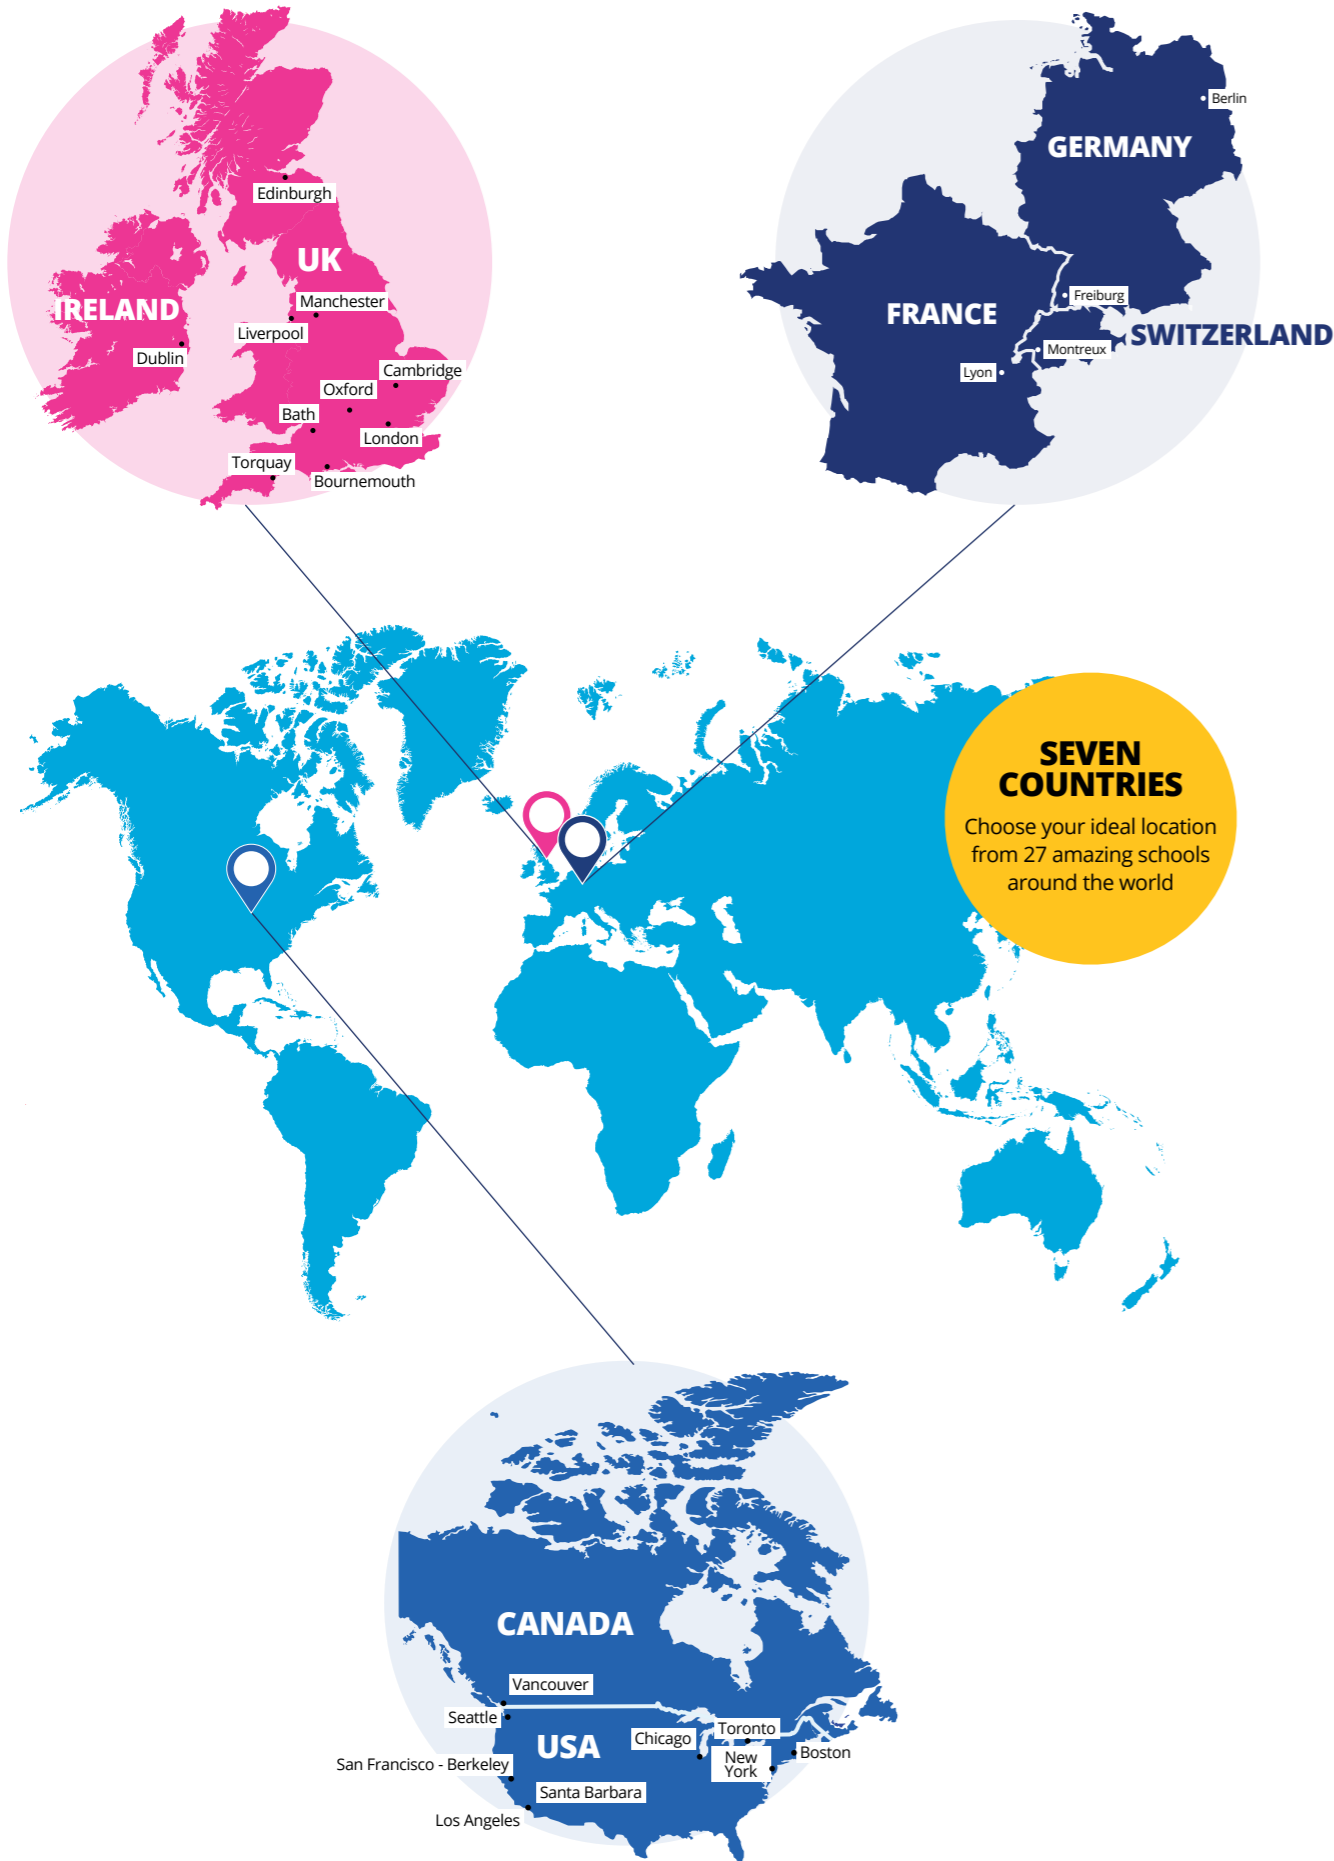 Edinburgh
UK
IRELAND
Manchester
Liverpool
Dublin
Cambridge
Oxford
Bath
London
Torquay
Bournemouth
Berlin
GERMANY
Freiburg
FRANCE
SWITZERLAND
Montreux
Lyon
SEVEN
COUNTRIES
Choose your ideal location
from 27 amazing schools
around the world
CANADA
Vancouver
Seattle
USA
Chicago
Toronto
New
York
Boston
San Francisco - Berkeley
Santa Barbara
Los Angeles